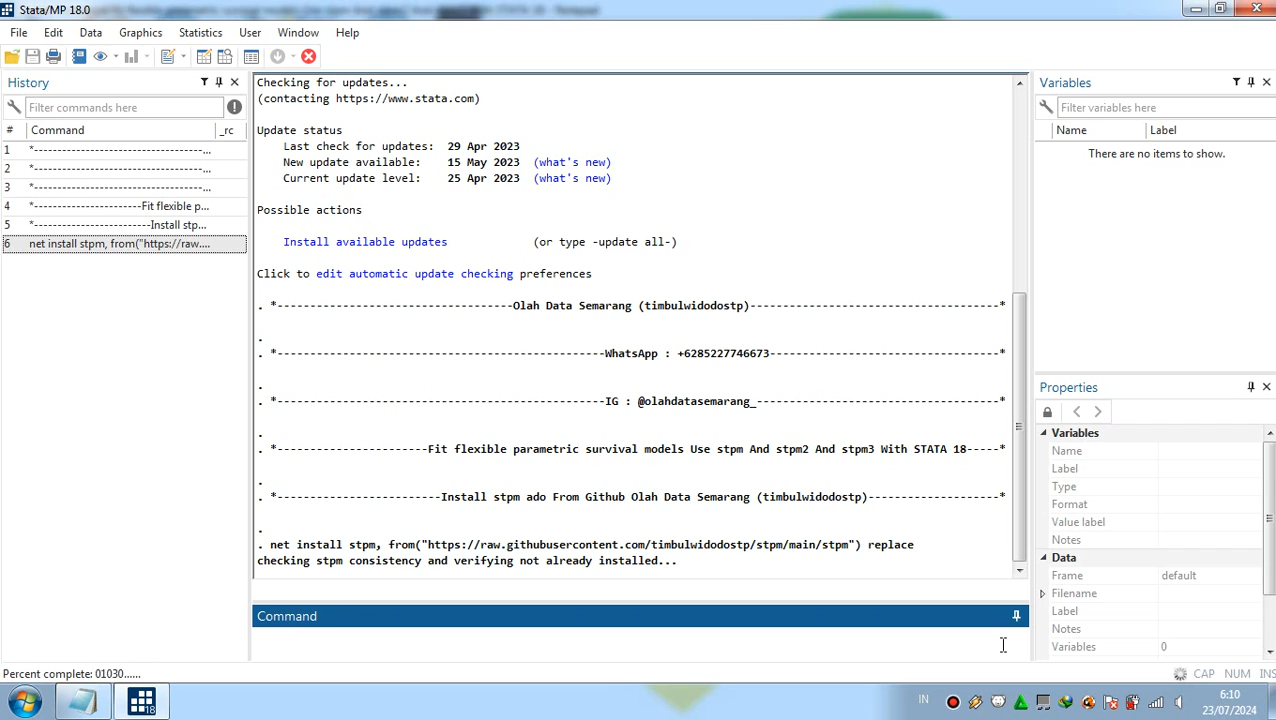 Stata/MP 18.0
File Edit Data Graphics Statistics User Window Help
History
Filter commands here
# Command _rc
1 *----------------------------------...
2 *----------------------------------...
3 *----------------------------------...
4 *-----------------------Fit flexible p...
5 *-------------------------Install stp...
6 net install stpm, from("https://raw....
Checking for updates...
(contacting https://www.stata.com)
Update status
Last check for updates: 29 Apr 2023
New update available: 15 May 2023 (what's new)
Current update level: 25 Apr 2023 (what's new)
Possible actions
Install available updates (or type -update all-)
Click to edit automatic update checking preferences
. *------------------------------------Olah Data Semarang (timbulwidodostp)--------------------------------------*
.
. *--------------------------------------------------WhatsApp : +6285227746673-----------------------------------*
.
. *--------------------------------------------------IG : @olahdatasemarang_-------------------------------------*
.
. *-----------------------Fit flexible parametric survival models Use stpm And stpm2 And stpm3 With STATA 18-----*
.
. *-------------------------Install stpm ado From Github Olah Data Semarang (timbulwidodostp)--------------------*
.
. net install stpm, from("https://raw.githubusercontent.com/timbulwidodostp/stpm/main/stpm") replace
checking stpm consistency and verifying not already installed...
Command
Variables
Filter variables here
Name Label
There are no items to show.
Properties
Variables
Name
Label
Type
Format
Value label
Notes
Data
Frame default
Filename
Label
Notes
Variables 0
Percent complete: 01030......
CAP NUM INS
18
IN
6:10
23/07/2024